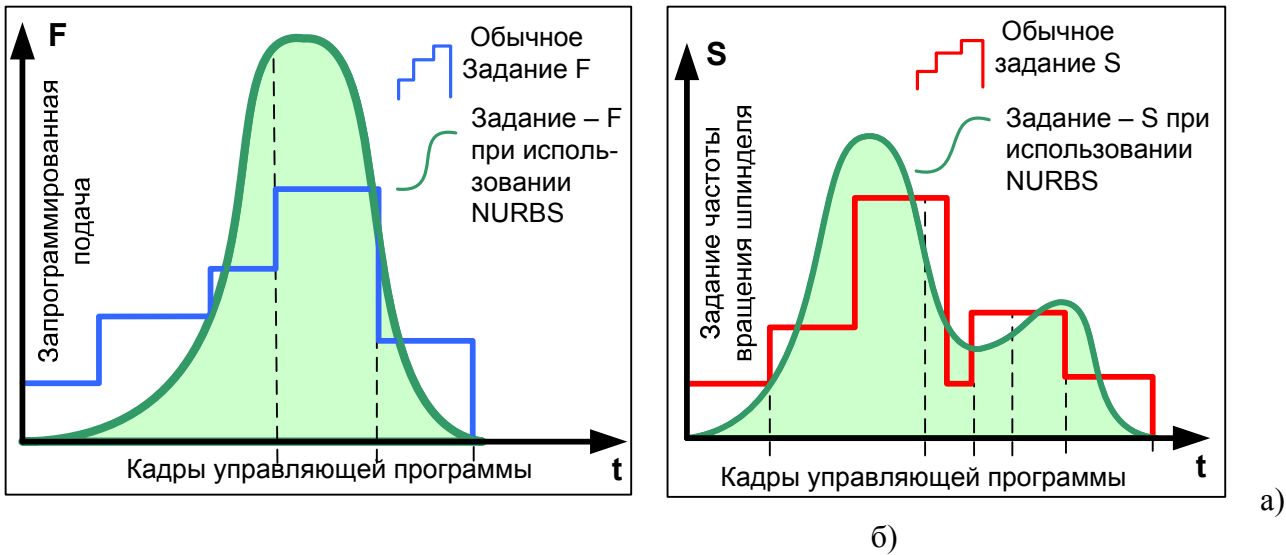 F
Обычное
Задание F
Задание – F
при исполь-
зовании
NURBS
Запрограммированная
подача
Кадры управляющей программы
t
S
Обычное
задание S
Задание – S при
использовании
NURBS
Задание частоты
вращения шпинделя
Кадры управляющей программы
t
а)
б)